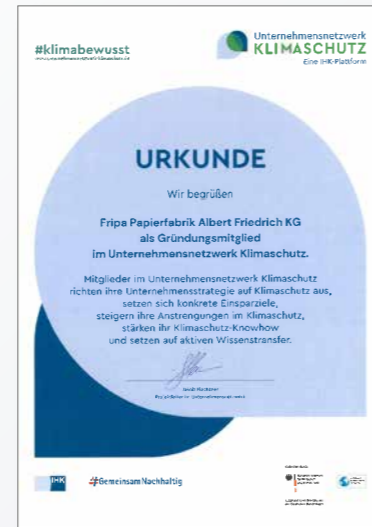 #klimabewusst
Unternehmensnetzwerk
KLIMASCHUTZ
Eine IHK-Plattform
URKUNDE
Wir begrüßen
Fripa Papierfabrik Albert Friedrich KG
als Gründungsmitglied
im Unternehmensnetzwerk Klimaschutz.
Mitglieder im Unternehmensnetzwerk Klimaschutz
richten ihre Unternehmensstrategie auf Klimaschutz aus,
setzen sich konkrete Einsparziele,
steigern ihre Anstrengungen im Klimaschutz,
stärken ihr Klimaschutz-Knowhow
und setzen auf aktiven Wissenstransfer.
IHK
#GemeinsamNachhaltig